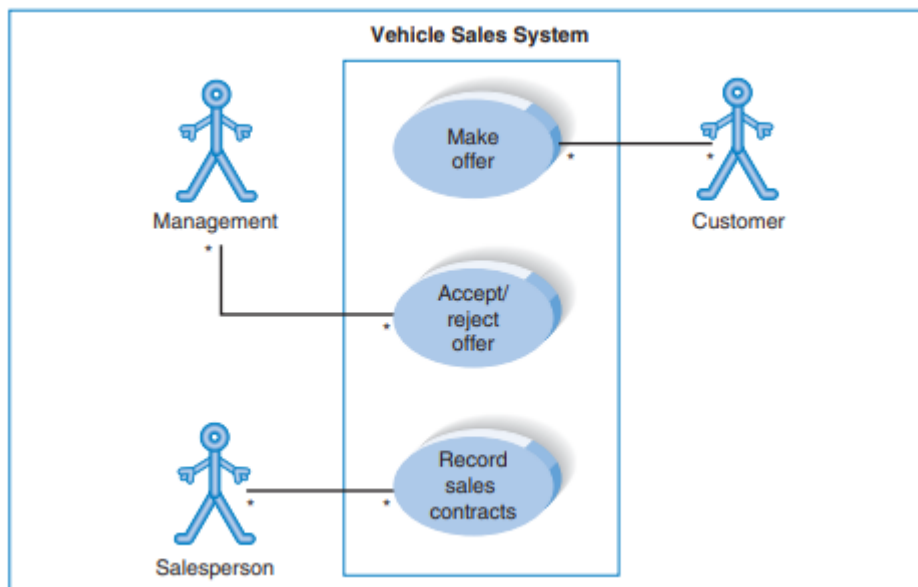 Vehicle Sales System
Make
offer
*
*
Management
Customer
*
Accept/
reject
offer
*
Record
sales
contracts
*
*
Salesperson